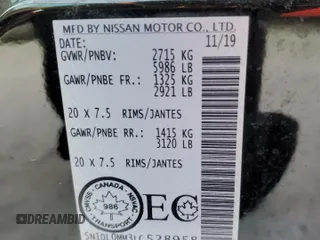 MFD BY NISSAN MOTOR CO., LTD.
DATE: 11/19
GVWR/PNBV: 2715 KG
5986 LB
GAWR/PNBE FR.: 1325 KG
2921 LB
20 X 7.5 RIMS/JANTES
GAWR/PNBE RR.: 1415 KG
3120 LB
20 X 7.5 RIMS/JANTES
CANADA
986
TRANSPORT
EC
DREAMBID